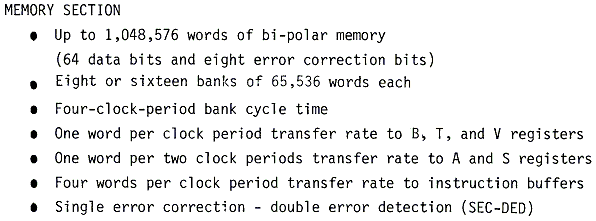 MEMORY SECTION
● Up to 1,048,576 words of bi-polar memory
(64 data bits and eight error correction bits)
● Eight or sixteen banks of 65,536 words each
● Four-clock-period bank cycle time
● One word per clock period transfer rate to B, T, and V registers
● One word per two clock periods transfer rate to A and S registers
● Four words per clock period transfer rate to instruction buffers
● Single error correction - double error detection (SEC-DED)